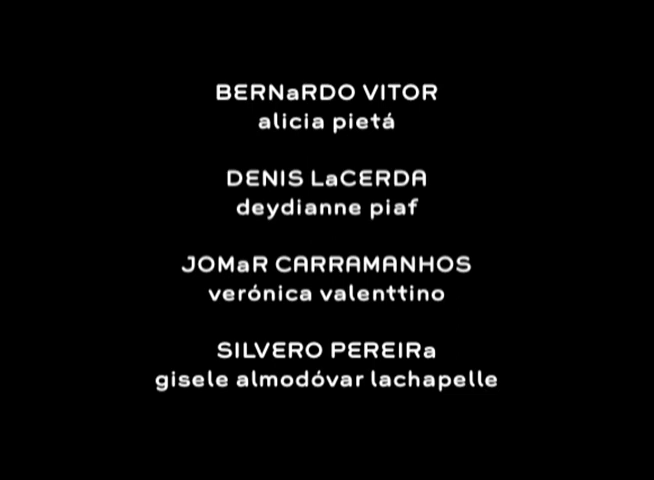 BERNaRDO VITOR
alicia pietá
DENIS LaCERDA
deydianne piaf
JOMaR CARRAMANHOS
verónica valenttino
SILVERO PEREIRa
gisele almodóvar lachapelle